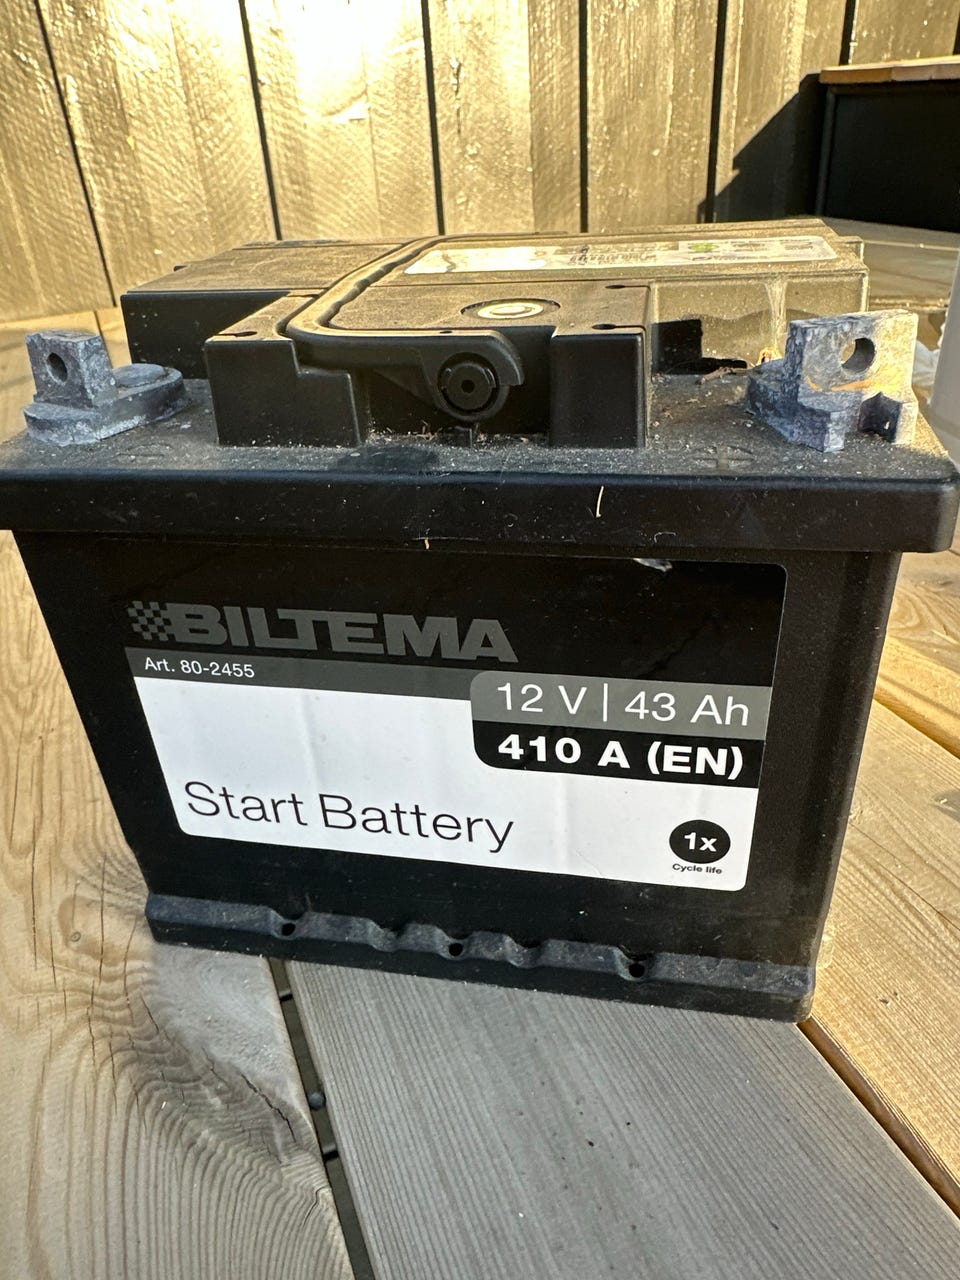 BILTEMA
Art. 80-2455
12 V | 43 Ah
410 A (EN)
Start Battery
1x
Cycle life